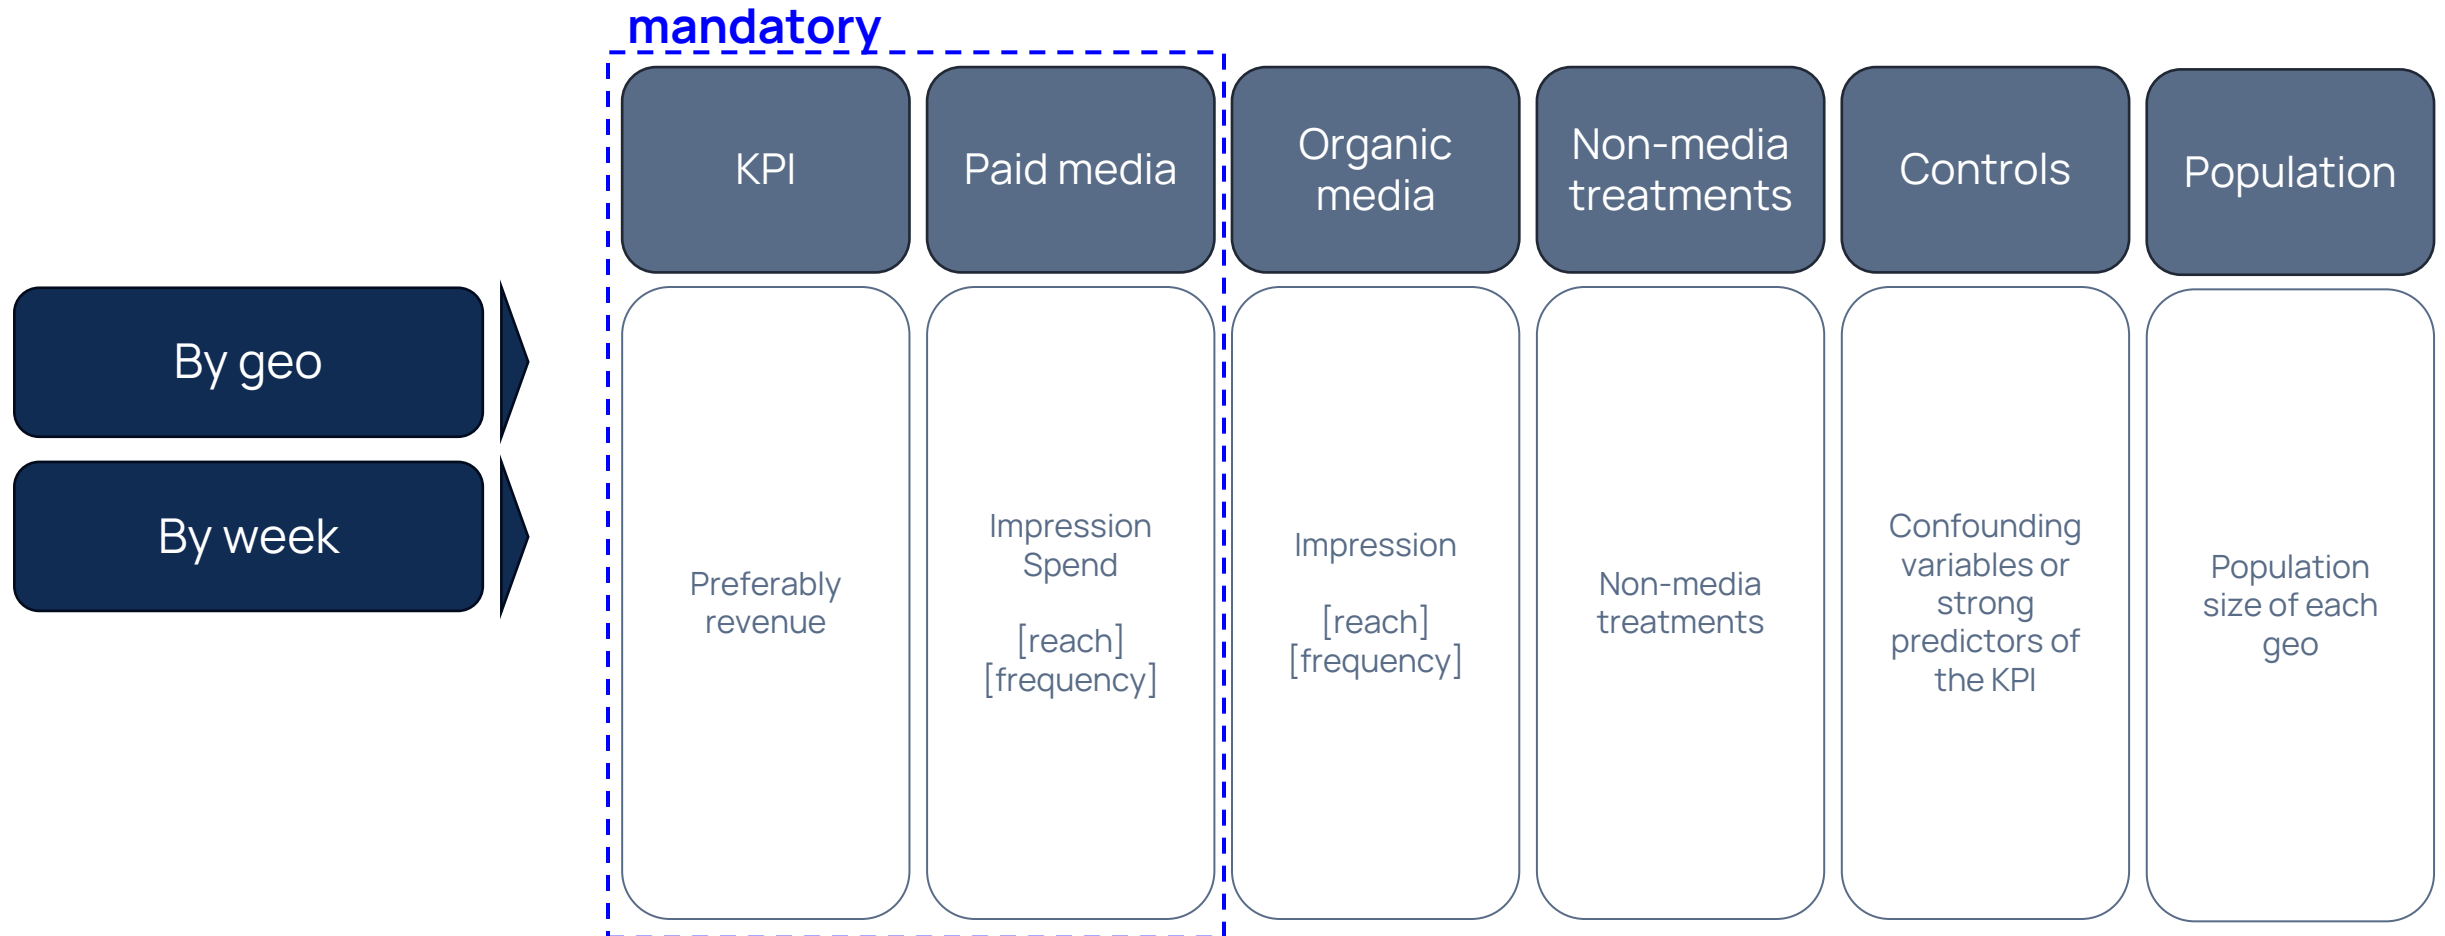 mandatory
KPI
Paid media
Organic
media
Non-media
treatments
Controls
Population
By geo
By week
Preferably
revenue
Impression
Spend
[reach]
[frequency]
Impression
[reach]
[frequency]
Non-media
treatments
Confounding
variables or
strong
predictors of
the KPI
Population
size of each
geo